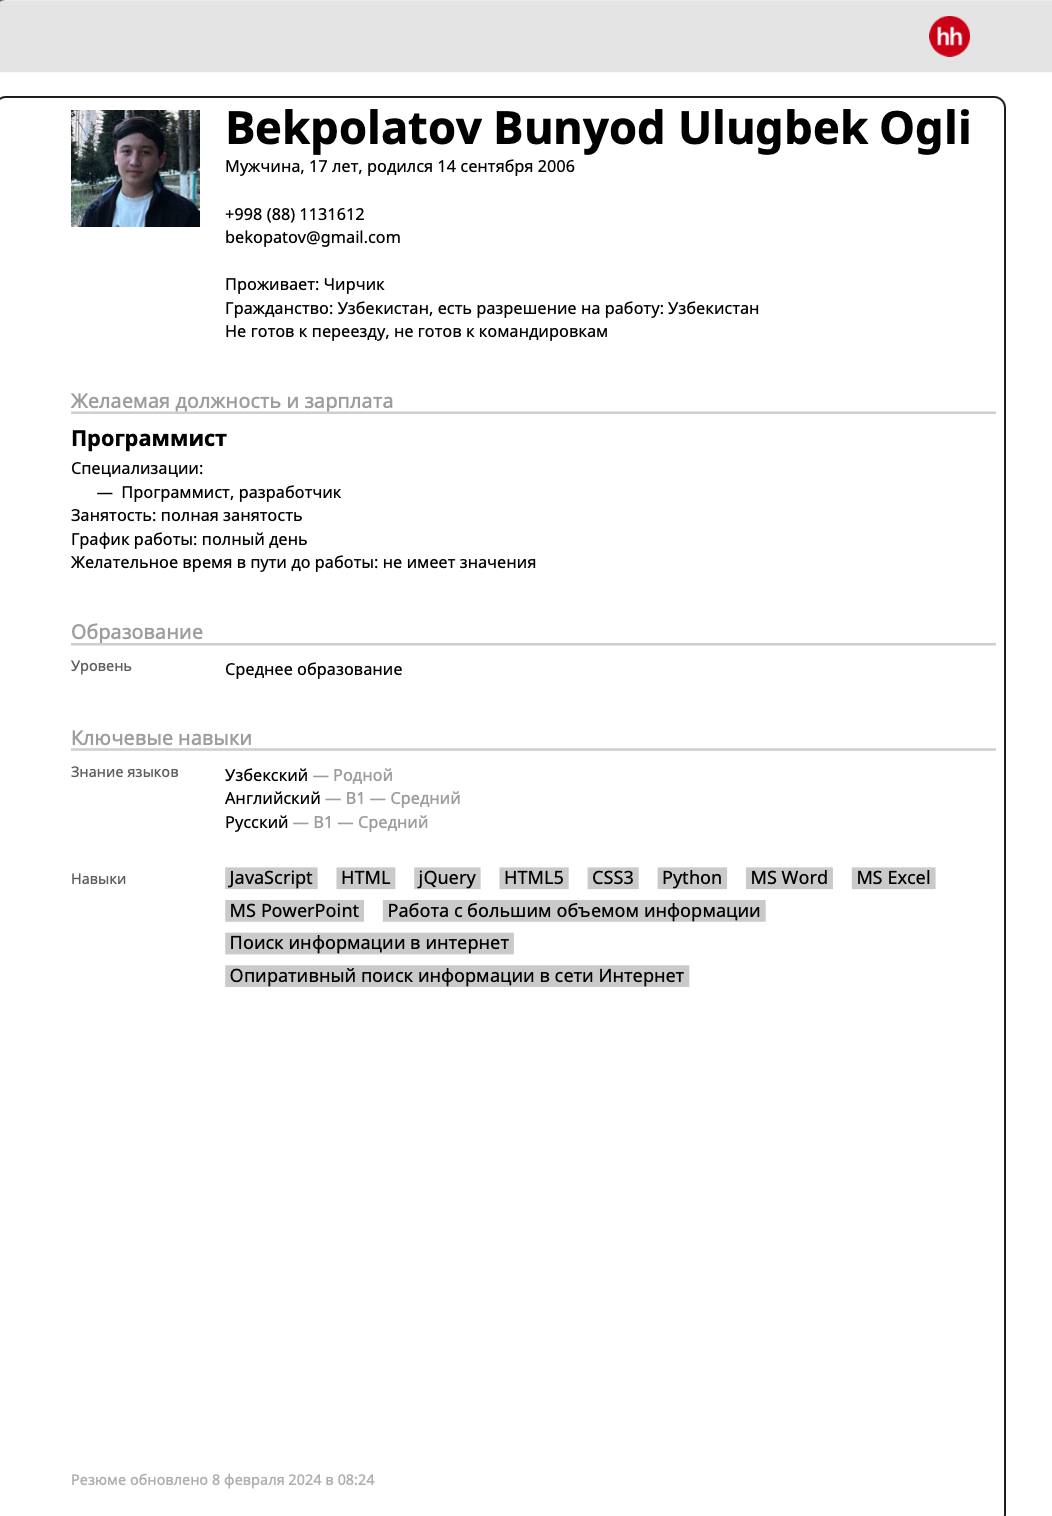 hh
Bekpolatov Bunyod Ulugbek Ogli
Мужчина, 17 лет, родился 14 сентября 2006
+998 (88) 1131612
bekopatov@gmail.com
Проживает: Чирчик
Гражданство: Узбекистан, есть разрешение на работу: Узбекистан
Не готов к переезду, не готов к командировкам
Желаемая должность и зарплата
Программист
Специализации:
— Программист, разработчик
Занятость: полная занятость
График работы: полный день
Желательное время в пути до работы: не имеет значения
Образование
Уровень Среднее образование
Ключевые навыки
Знание языков Узбекский — Родной
Английский — B1 — Средний
Русский — B1 — Средний
Навыки JavaScript HTML jQuery HTML5 CSS3 Python MS Word MS Excel
MS PowerPoint Работа с большим объемом информации
Поиск информации в интернет
Опиративный поиск информации в сети Интернет
Резюме обновлено 8 февраля 2024 в 08:24